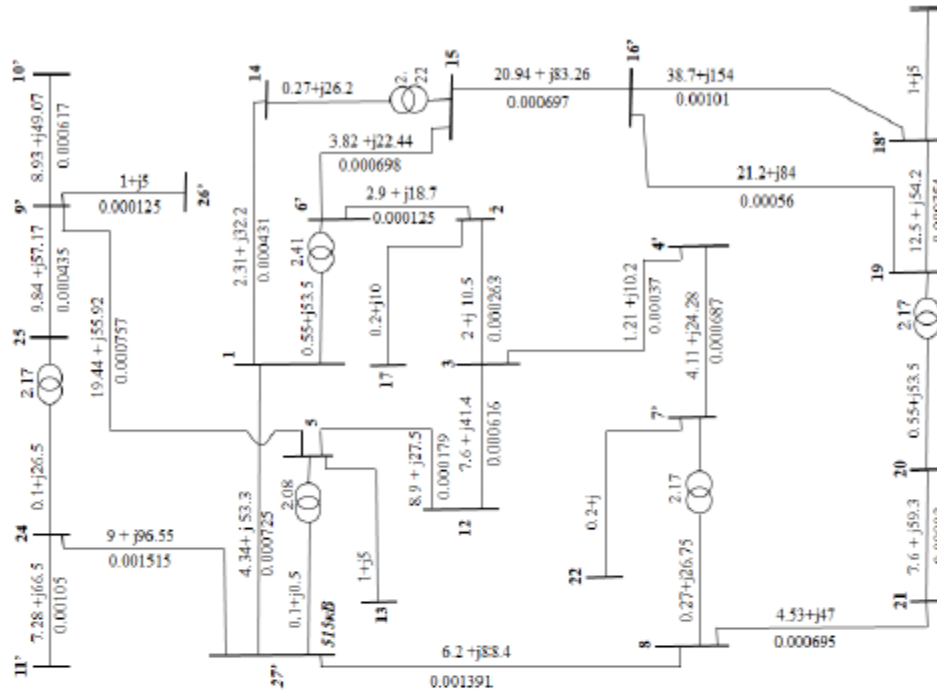 10'
8.93 +j49.07
0.000617
9'
1+j5
0.000125
26'
9.84 +j57.17
0.000435
25
2.17
19.44 + j55.92
0.000757
0.1+j26.5
24
9 + j96.55
0.001515
7.28 +j66.5
0.00105
11'
14
0.27+j26.2
22
15
20.94 + j83.26
0.000697
16'
38.7+j154
0.00101
1+j5
18'
3.82 +j22.44
0.000698
2.31+ j32.2
0.000431
6'
2.9 + j18.7
0.000125
2
2.41
0.55+j53.5
1
0.2+j10
17
2 +j 10.5
0.000263
3
4'
1.21 +j10.2
0.00037
4.11 +j24.28
0.000687
21.2+j84
0.00056
12.5 + j54.2
19
2.17
0.55+j53.5
20
7.6 + j59.3
21
4.34+ j 53.3
0.000725
5
2.08
8.9 + j27.5
0.000179
7.6 + j41.4
0.000616
12
1+j5
13
515кВ
27'
7'
0.2+j
22
2.17
0.27+j26.75
8
4.53+j47
0.000695
6.2 +j88.4
0.001391